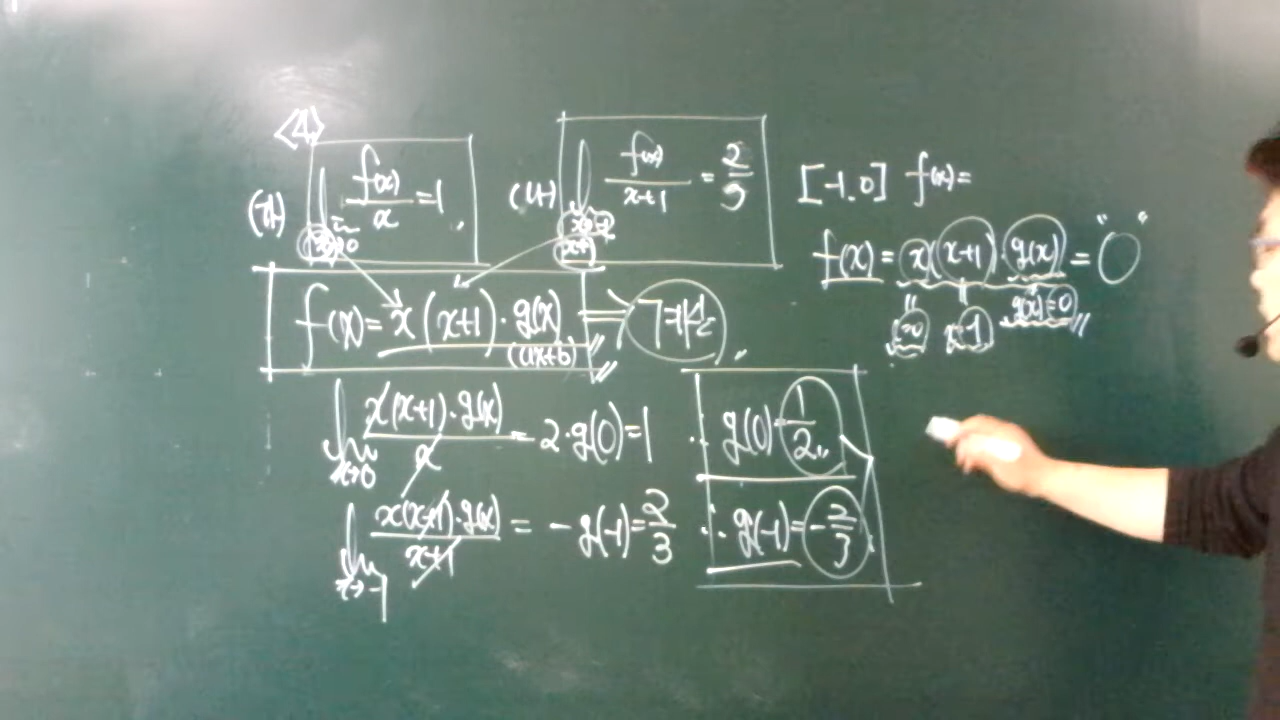 <4>
(가) lim x→0 f(x)/x = 1
(나) lim x→-1 f(x)/x+1 = 2/3
[-1, 0] f(x) =
f(x) = x(x+1)·g(x) = "0"
x=0 x=-1 g(x)=0
f(x) = x(x+1)·g(x)
(ax+b)
lim x→0 x(x+1)·g(x)/x = 2·g(0) = 1 ∴ g(0) = 1/2
lim x→-1 x(x+1)·g(x)/x+1 = -g(-1) = 2/3 ∴ g(-1) = -2/3